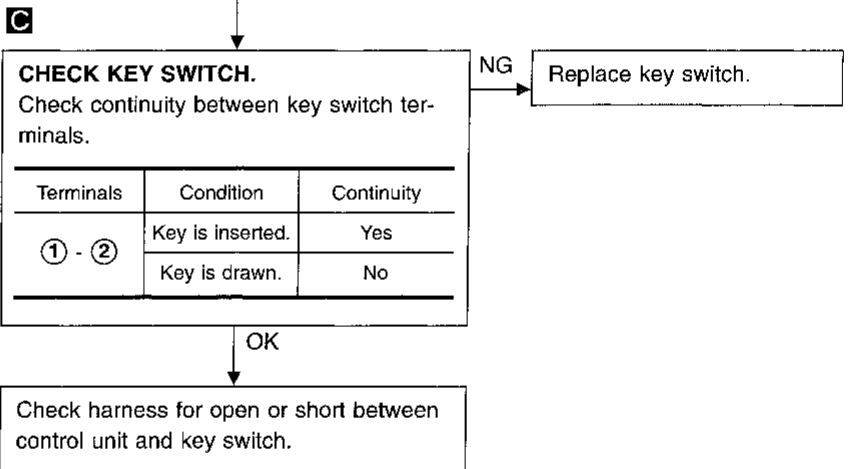 C
CHECK KEY SWITCH.
Check continuity between key switch ter-
minals.
Terminals Condition Continuity
① - ② Key is inserted. Yes
Key is drawn. No
NG
Replace key switch.
OK
Check harness for open or short between
control unit and key switch.